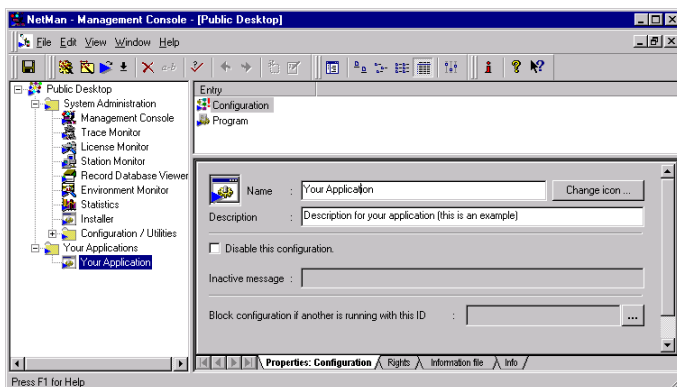 NetMan - Management Console - [Public Desktop]
File Edit View Window Help
Public Desktop
System Administration
Management Console
Trace Monitor
License Monitor
Station Monitor
Record Database Viewer
Environment Monitor
Statistics
Installer
Configuration / Utilities
Your Applications
Your Application
Entry
Configuration
Program
Name : Your Application Change icon ...
Description : Description for your application (this is an example)
Disable this configuration.
Inactive message :
Block configuration if another is running with this ID : ...
Properties: Configuration Rights Information file Info
Press F1 for Help